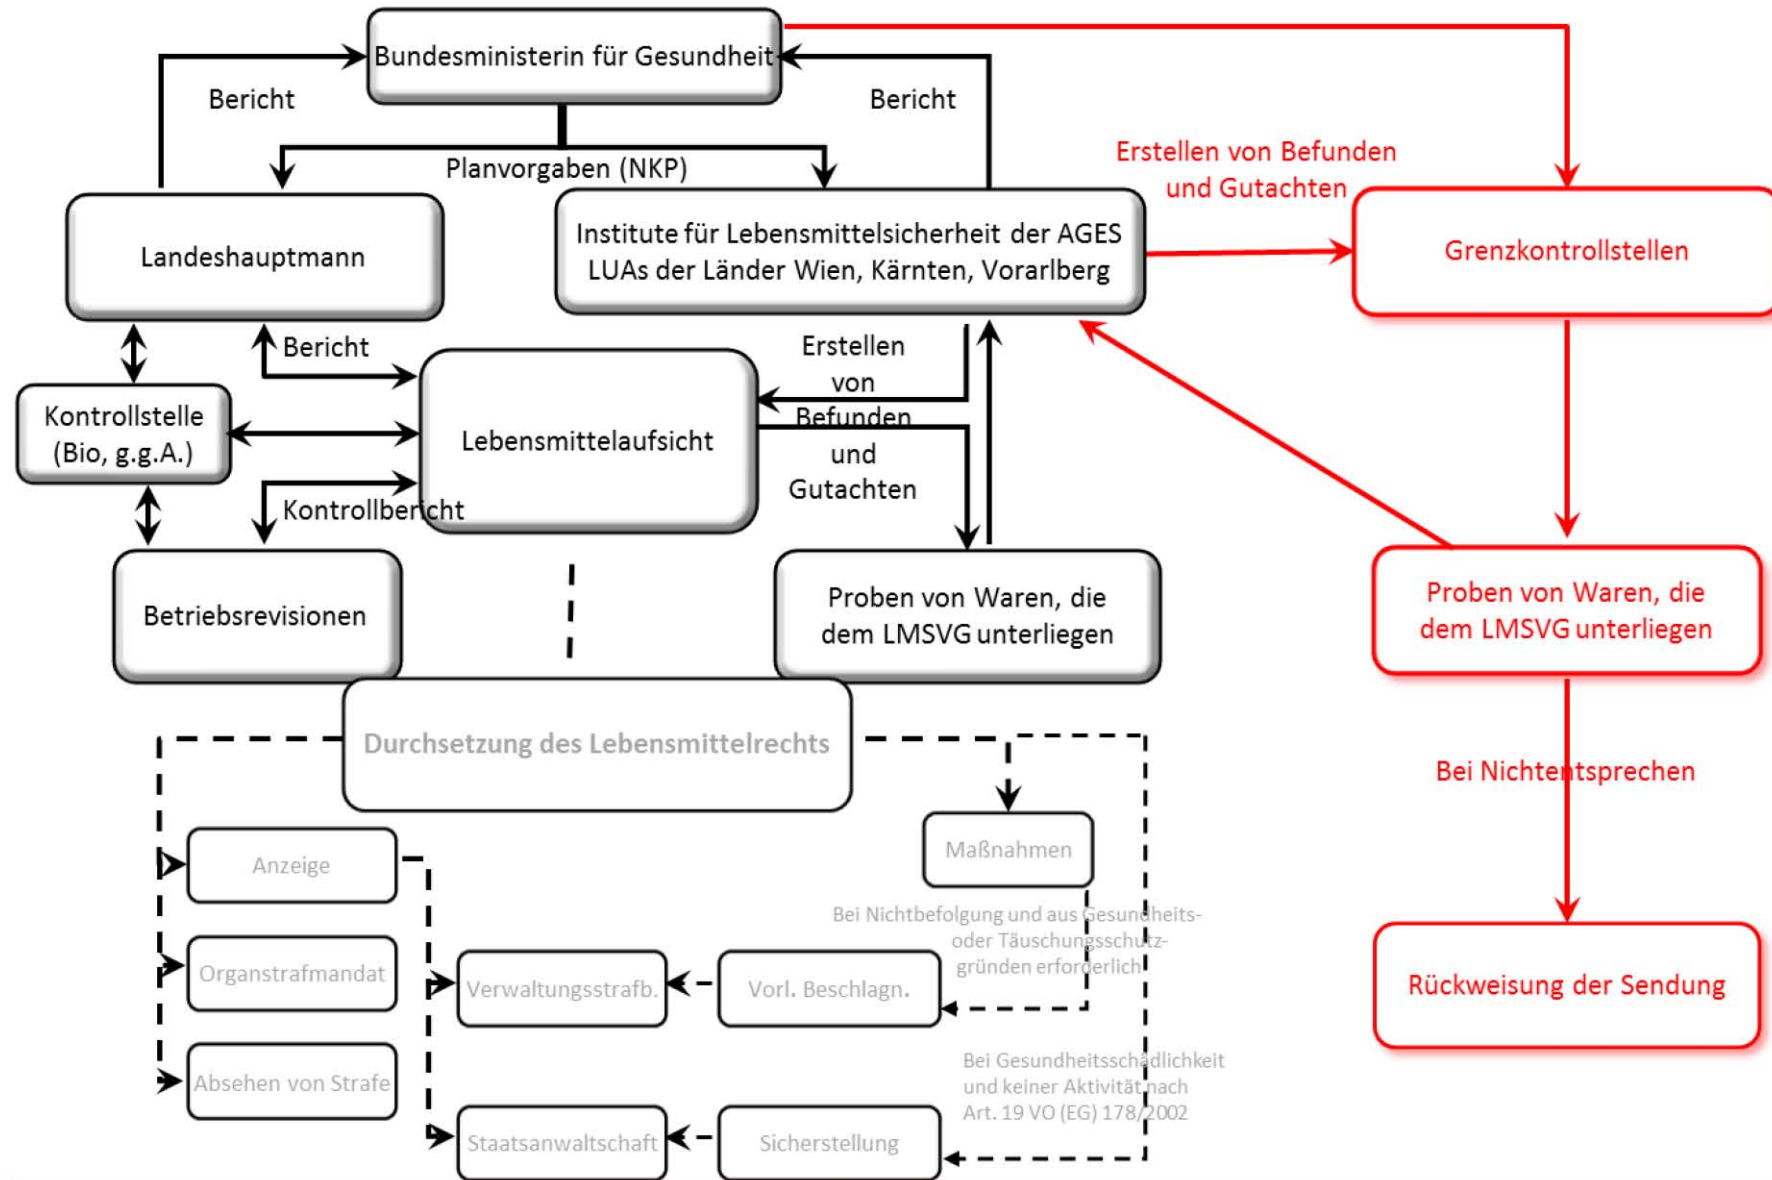 Bundesministerin für Gesundheit
Bericht
Bericht
Planvorgaben (NKP)
Erstellen von Befunden
und Gutachten
Landeshauptmann
Institute für Lebensmittelsicherheit der AGES
LUAs der Länder Wien, Kärnten, Vorarlberg
Grenzkontrollstellen
Bericht
Erstellen
von
Befunden
und
Gutachten
Kontrollstelle
(Bio, g.g.A.)
Lebensmittelaufsicht
Kontrollbericht
Betriebsrevisionen
Proben von Waren, die
dem LMSVG unterliegen
Proben von Waren, die
dem LMSVG unterliegen
Durchsetzung des Lebensmittelrechts
Bei Nichtentsprechen
Anzeige
Maßnahmen
Bei Nichtbefolgung und aus Gesundheits-
oder Täuschungsschutz-
gründen erforderlich
Organstrafmandat
Verwaltungsstrafb.
Vorl. Beschlagn.
Rückweisung der Sendung
Absehen von Strafe
Bei Gesundheitsschädlichkeit
und keiner Aktivität nach
Art. 19 VO (EG) 178/2002
Staatsanwaltschaft
Sicherstellung